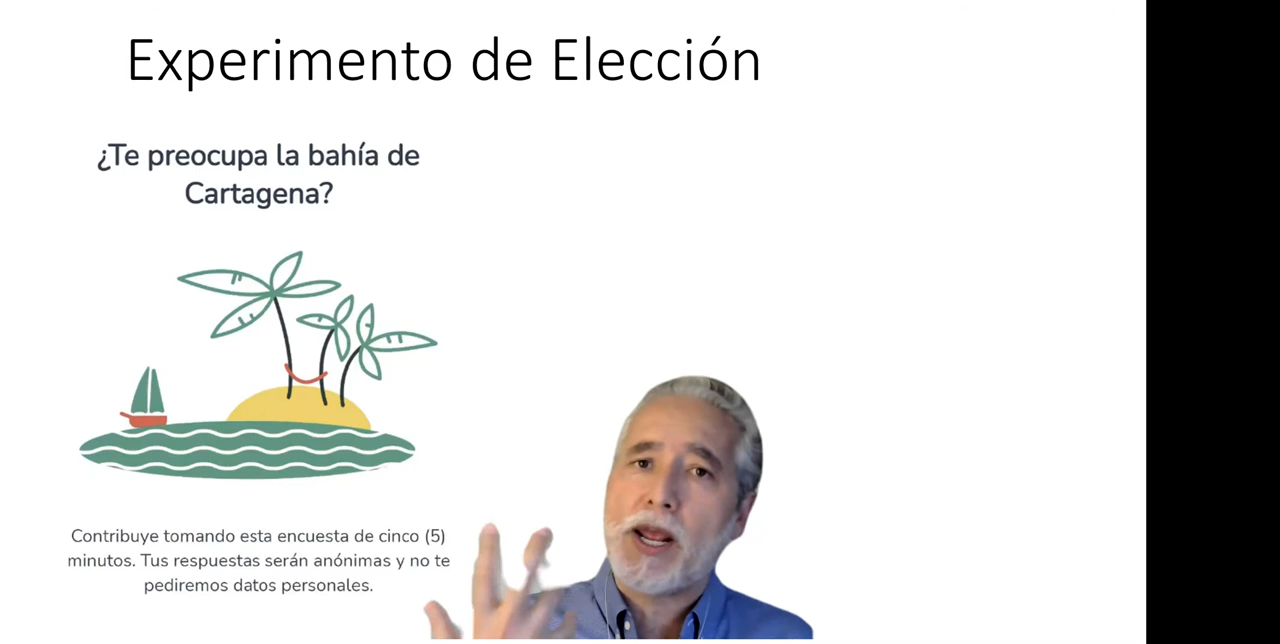 Experimento de Elección
¿Te preocupa la bahía de
Cartagena?
Contribuye tomando esta encuesta de cinco (5)
minutos. Tus respuestas serán anónimas y no te
pediremos datos personales.